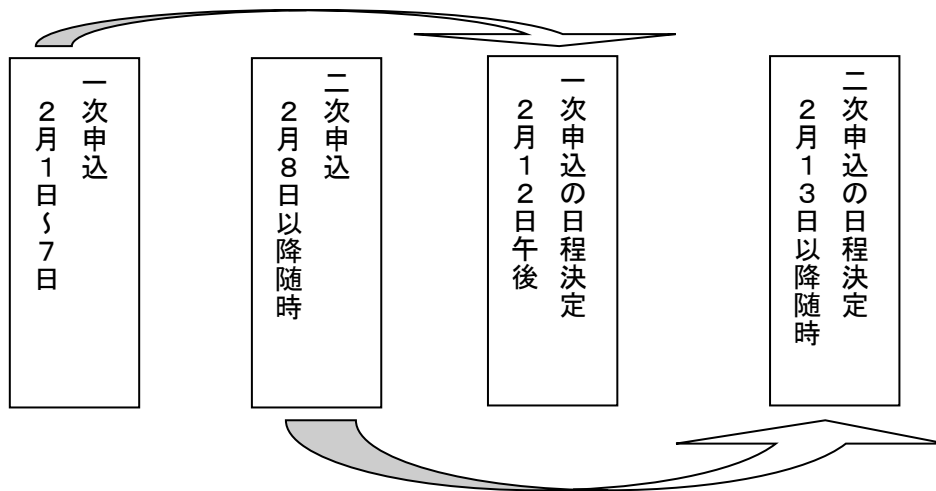 一次申込
２月１日～７日
二次申込
２月８日以降随時
一次申込の日程決定
２月１２日午後
二次申込の日程決定
２月１３日以降随時